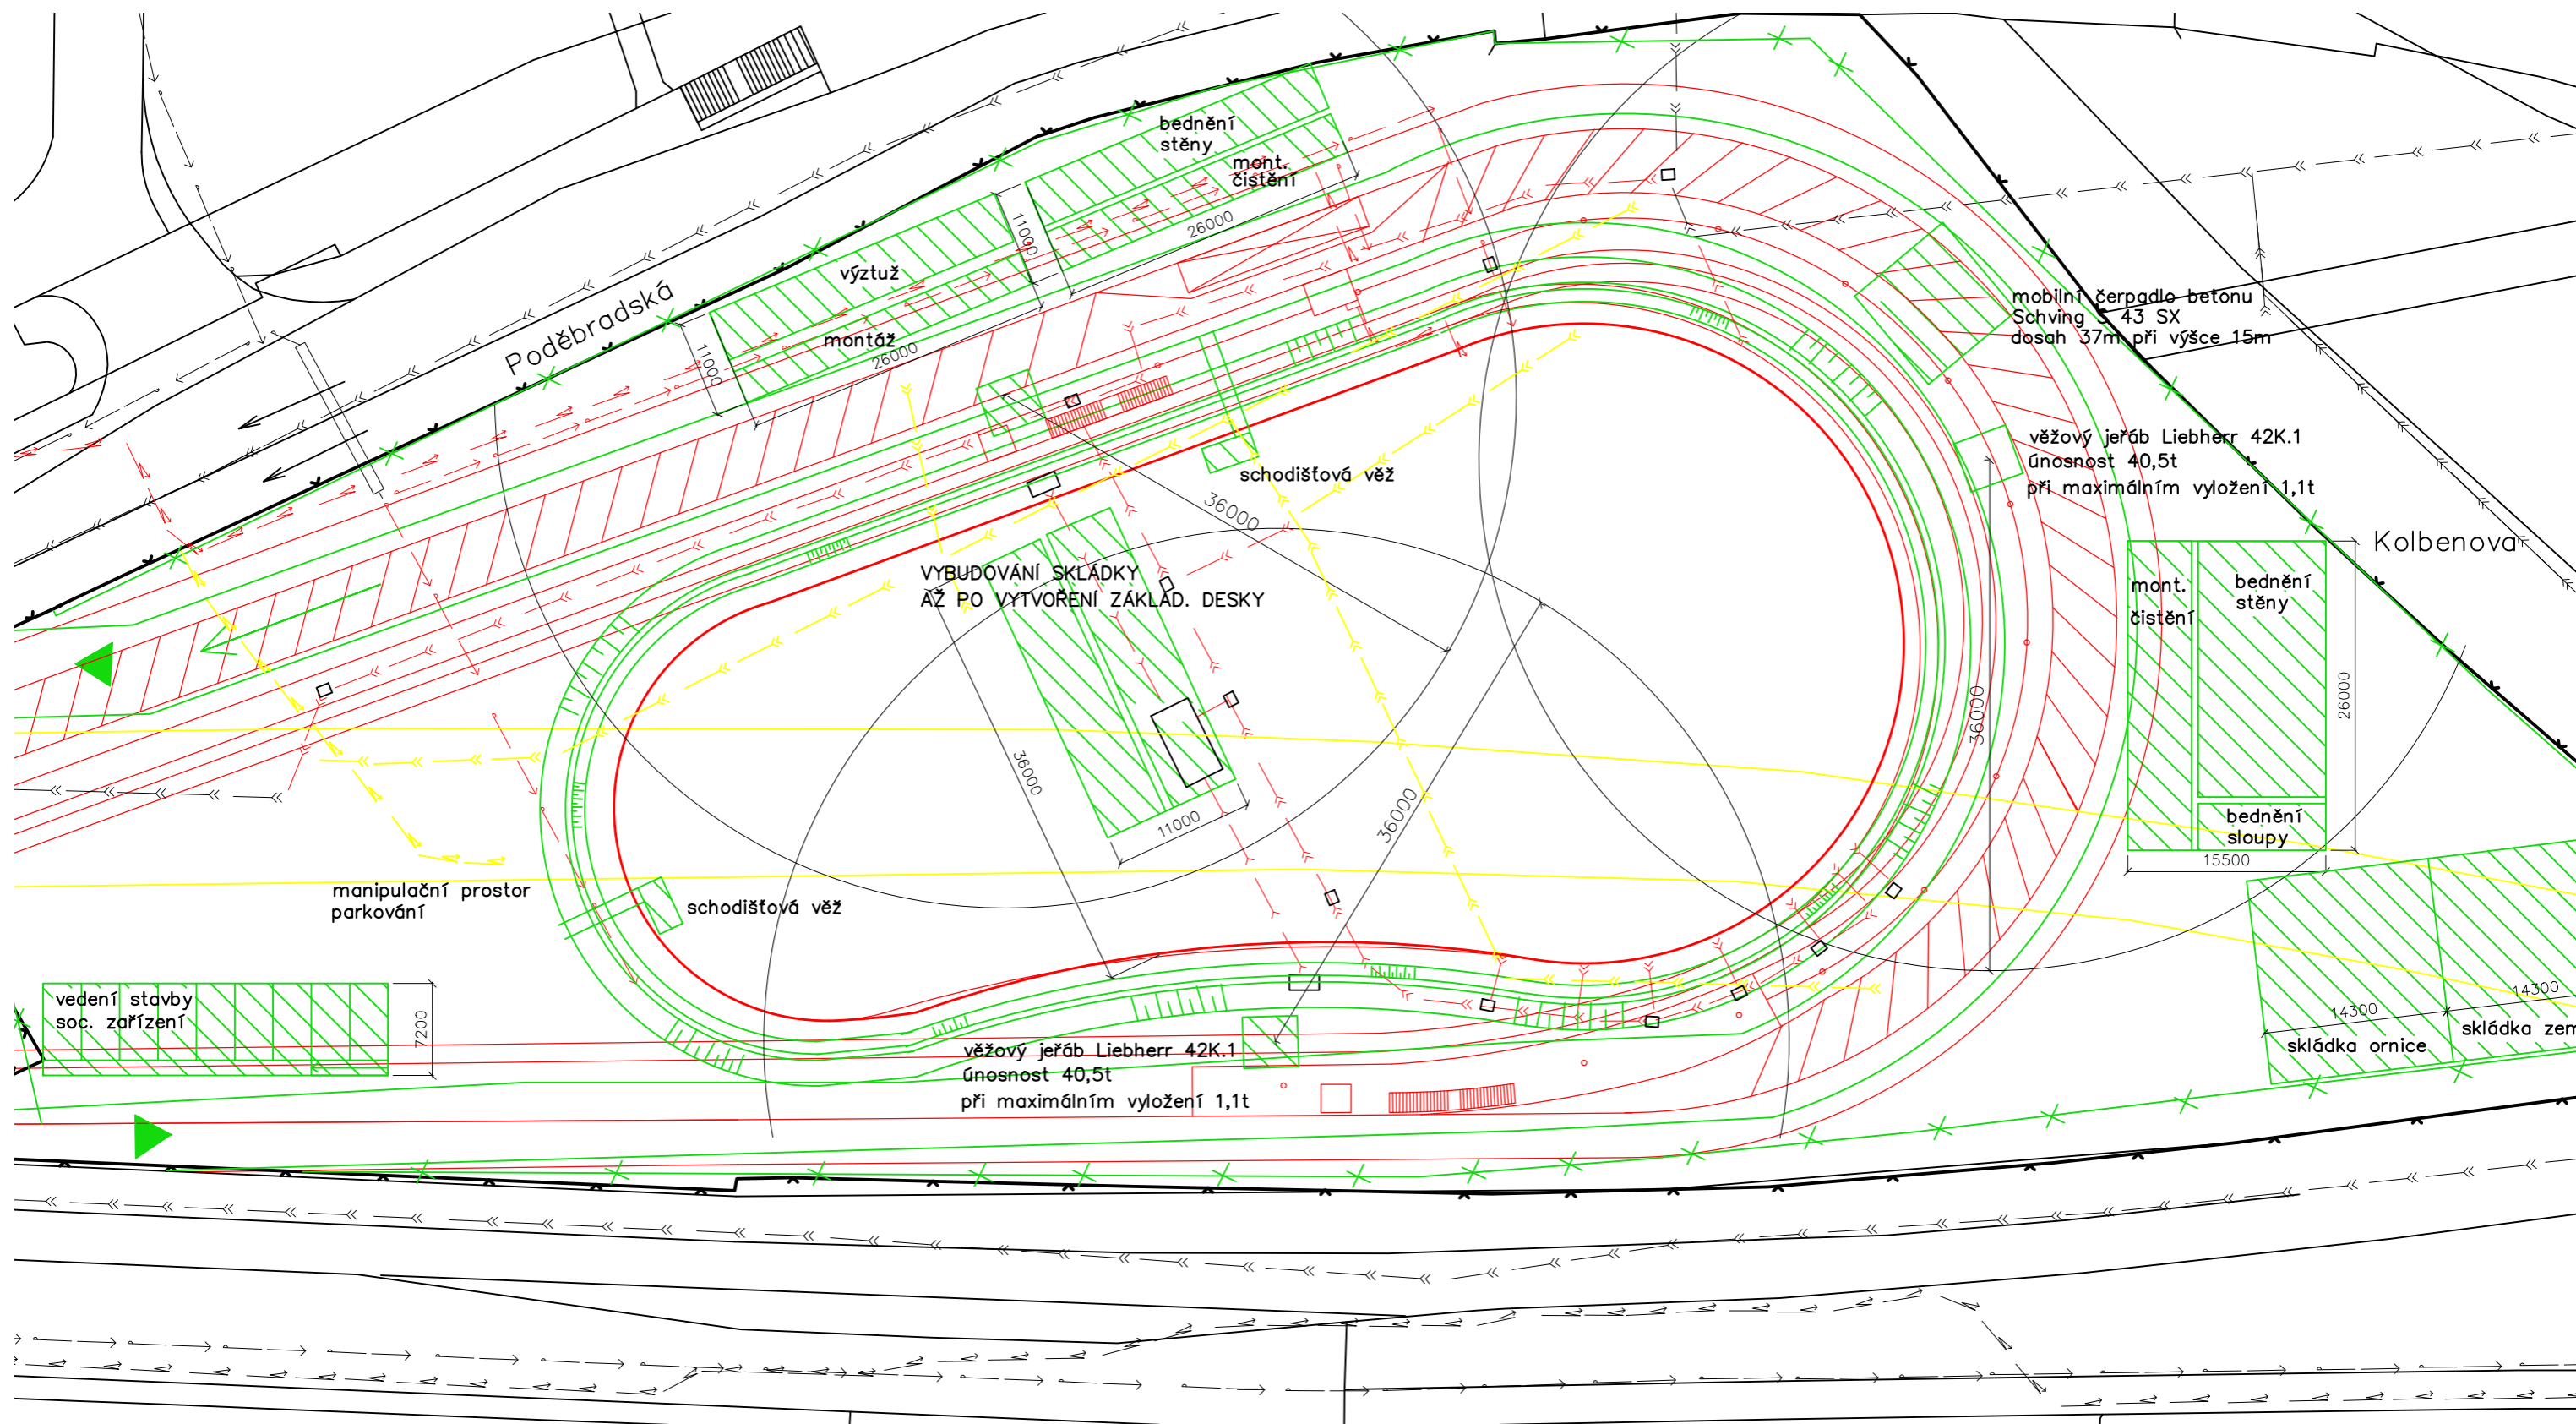 bednění
stěny
mont.
čistění
11000
26000
výztuž
Poděbradská
montáž
11000
26000
mobilní čerpadlo betonu
Schving S 43 SX
dosah 37m při výšce 15m
věžový jeřáb Liebherr 42K.1
únosnost 40,5t
při maximálním vyložení 1,1t
schodišťová věž
36000
Kolbenova
VYBUDOVÁNÍ SKLÁDKY
AŽ PO VYTVOŘENÍ ZÁKLAD. DESKY
mont.
čistění
bednění
stěny
26000
36000
36000
36000
11000
bednění
sloupy
15500
manipulační prostor
parkování
schodišťová věž
vedení stavby
soc. zařízení
7200
14300
14300
skládka ornice
skládka zem
věžový jeřáb Liebherr 42K.1
únosnost 40,5t
při maximálním vyložení 1,1t